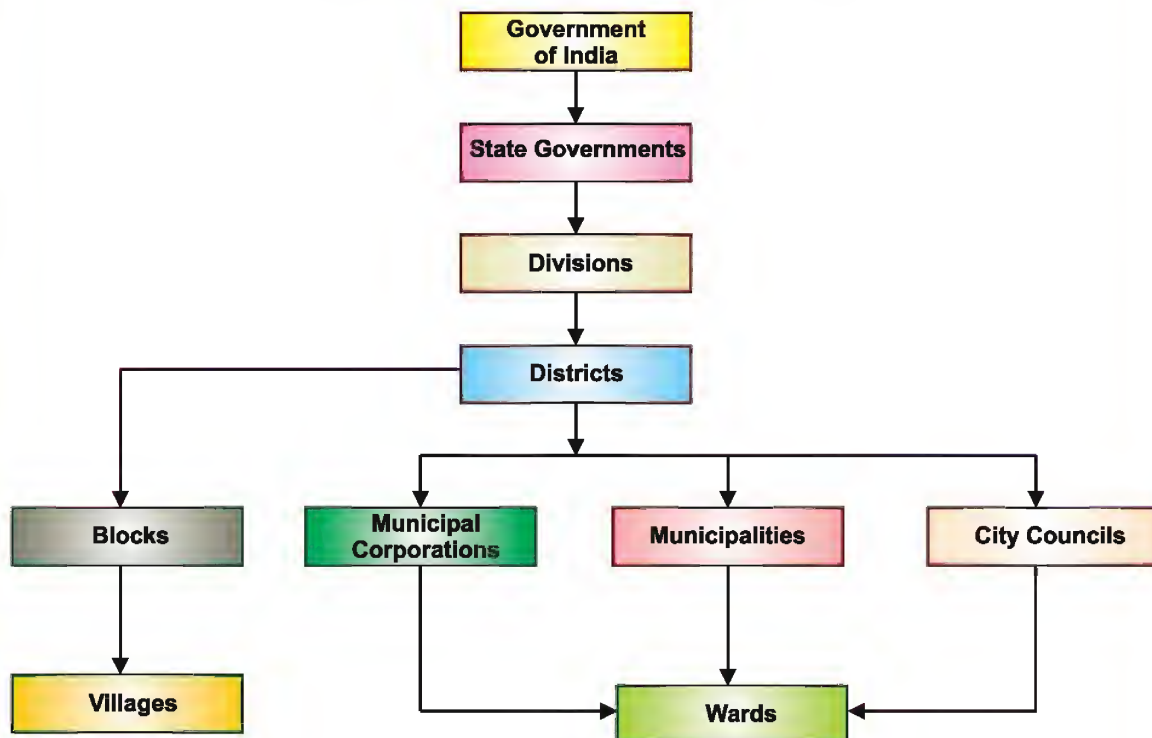 Government
of India
State Governments
Divisions
Districts
Blocks
Municipal
Corporations
Municipalities
City Councils
Villages
Wards